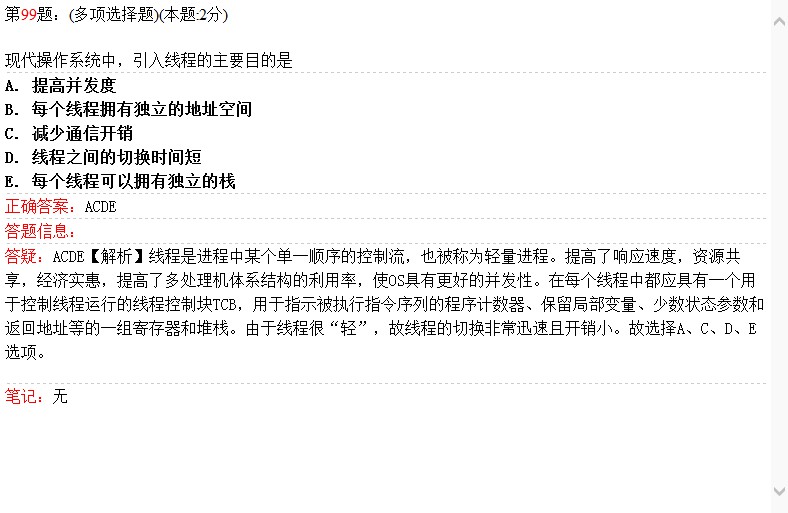 第99题: (多项选择题)(本题:2分)
现代操作系统中，引入线程的主要目的是
A. 提高并发度
B. 每个线程拥有独立的地址空间
C. 减少通信开销
D. 线程之间的切换时间短
E. 每个线程可以拥有独立的栈
正确答案：ACDE
答题信息：
答疑：ACDE【解析】线程是进程中某个单一顺序的控制流，也被称为轻量进程。提高了响应速度，资源共
享，经济实惠，提高了多处理机体系结构的利用率，使OS具有更好的并发性。在每个线程中都应具有一个用
于控制线程运行的线程控制块TCB，用于指示被执行指令序列的程序计数器、保留局部变量、少数状态参数和
返回地址等的一组寄存器和堆栈。由于线程很“轻”，故线程的切换非常迅速且开销小。故选择A、C、D、E
选项。
笔记：无